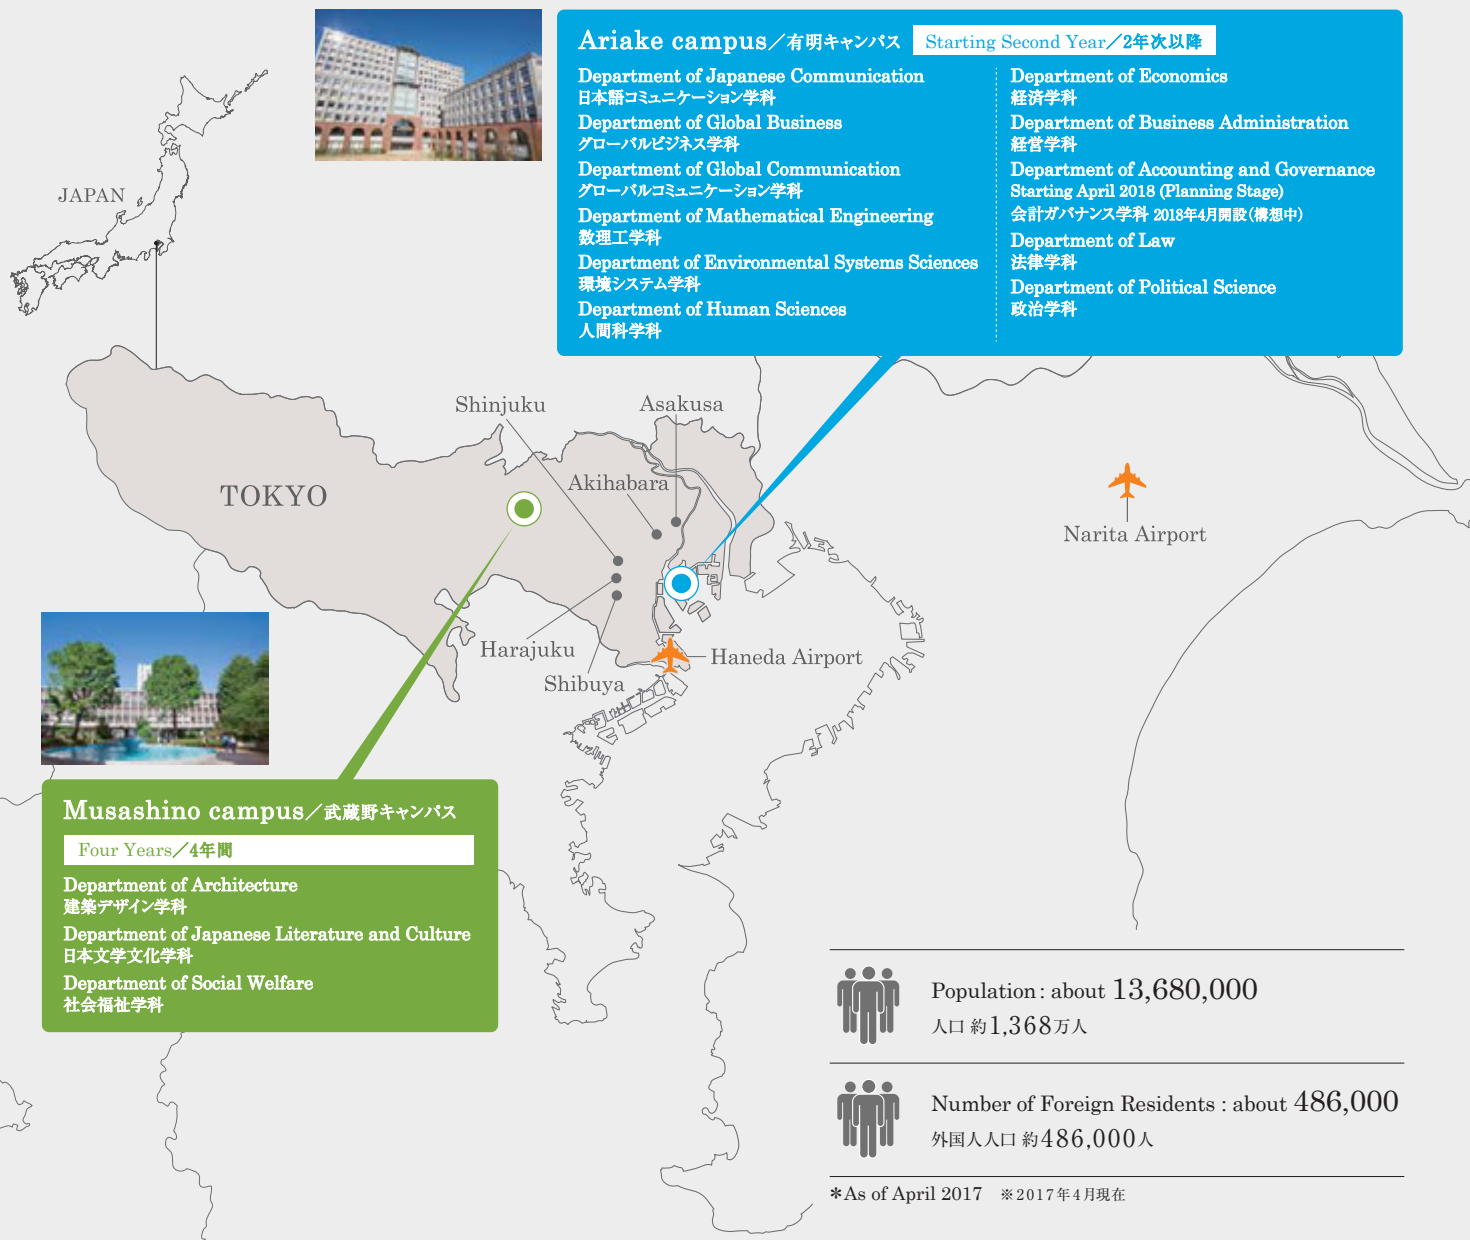 Ariake campus／有明キャンパス
Starting Second Year／2年次以降
Department of Japanese Communication
日本語コミュニケーション学科
Department of Global Business
グローバルビジネス学科
Department of Global Communication
グローバルコミュニケーション学科
Department of Mathematical Engineering
数理工学科
Department of Environmental Systems Sciences
環境システム学科
Department of Human Sciences
人間科学科
Department of Economics
経済学科
Department of Business Administration
経営学科
Department of Accounting and Governance
Starting April 2018 (Planning Stage)
会計ガバナンス学科 2018年4月開設（構想中）
Department of Law
法律学科
Department of Political Science
政治学科
JAPAN
Shinjuku
Asakusa
Akihabara
TOKYO
Narita Airport
Harajuku
Haneda Airport
Shibuya
Musashino campus／武蔵野キャンパス
Four Years／4年間
Department of Architecture
建築デザイン学科
Department of Japanese Literature and Culture
日本文学文化学科
Department of Social Welfare
社会福祉学科
Population : about 13,680,000
人口 約1,368万人
Number of Foreign Residents : about 486,000
外国人人口 約486,000人
*As of April 2017 ※2017年4月現在